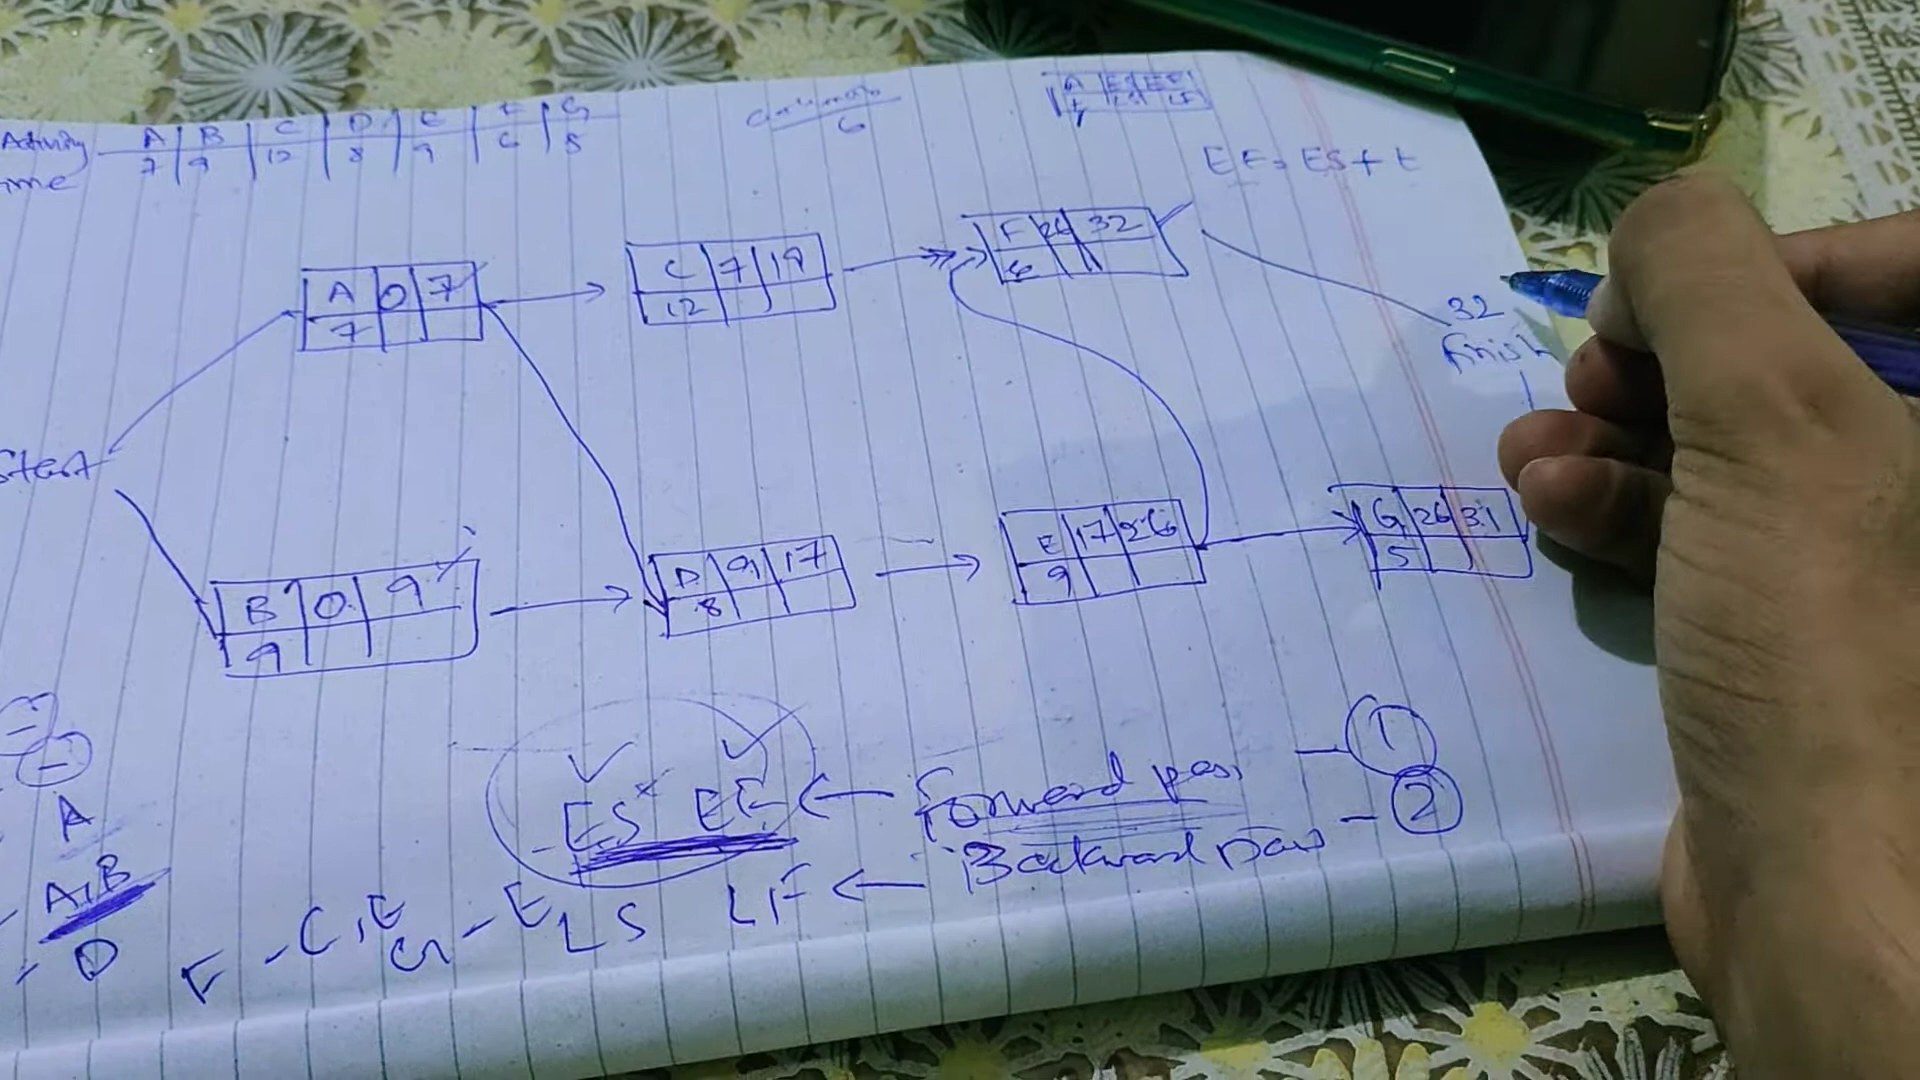 Activity A B C D E F G
ime 7 9 12 8 9 6 5
6
A ES EF
t LS LF
EF = ES + t
F 26 32
6
C 7 19
12
A 0 7
7
32
finish
Start
G 26 31
5
E 17 26
9
D 9 17
8
B 0 9
9
1
ES EF ← forward pass
2
A
Backward pass
LS LF ←
A, B
D
F - C, E
G - E